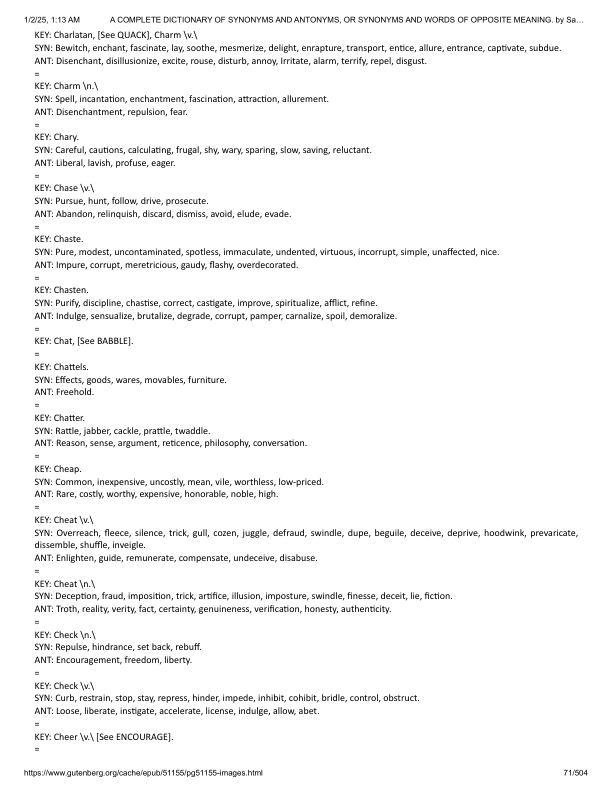 1/2/25, 1:13 AM A COMPLETE DICTIONARY OF SYNONYMS AND ANTONYMS, OR SYNONYMS AND WORDS OF OPPOSITE MEANING. by Sa…
KEY: Charlatan, [See QUACK], Charm \v.\
SYN: Bewitch, enchant, fascinate, lay, soothe, mesmerize, delight, enrapture, transport, entice, allure, entrance, captivate, subdue.
ANT: Disenchant, disillusionize, excite, rouse, disturb, annoy, Irritate, alarm, terrify, repel, disgust.
=
KEY: Charm \n.\
SYN: Spell, incantation, enchantment, fascination, attraction, allurement.
ANT: Disenchantment, repulsion, fear.
=
KEY: Chary.
SYN: Careful, cautions, calculating, frugal, shy, wary, sparing, slow, saving, reluctant.
ANT: Liberal, lavish, profuse, eager.
=
KEY: Chase \v.\
SYN: Pursue, hunt, follow, drive, prosecute.
ANT: Abandon, relinquish, discard, dismiss, avoid, elude, evade.
=
KEY: Chaste.
SYN: Pure, modest, uncontaminated, spotless, immaculate, undented, virtuous, incorrupt, simple, unaffected, nice.
ANT: Impure, corrupt, meretricious, gaudy, flashy, overdecorated.
=
KEY: Chasten.
SYN: Purify, discipline, chastise, correct, castigate, improve, spiritualize, afflict, refine.
ANT: Indulge, sensualize, brutalize, degrade, corrupt, pamper, carnalize, spoil, demoralize.
=
KEY: Chat, [See BABBLE].
=
KEY: Chattels.
SYN: Effects, goods, wares, movables, furniture.
ANT: Freehold.
=
KEY: Chatter.
SYN: Rattle, jabber, cackle, prattle, twaddle.
ANT: Reason, sense, argument, reticence, philosophy, conversation.
=
KEY: Cheap.
SYN: Common, inexpensive, uncostly, mean, vile, worthless, low-priced.
ANT: Rare, costly, worthy, expensive, honorable, noble, high.
=
KEY: Cheat \v.\
SYN: Overreach, fleece, silence, trick, gull, cozen, juggle, defraud, swindle, dupe, beguile, deceive, deprive, hoodwink, prevaricate,
dissemble, shuffle, inveigle.
ANT: Enlighten, guide, remunerate, compensate, undeceive, disabuse.
=
KEY: Cheat \n.\
SYN: Deception, fraud, imposition, trick, artifice, illusion, imposture, swindle, finesse, deceit, lie, fiction.
ANT: Troth, reality, verity, fact, certainty, genuineness, verification, honesty, authenticity.
=
KEY: Check \n.\
SYN: Repulse, hindrance, set back, rebuff.
ANT: Encouragement, freedom, liberty.
=
KEY: Check \v.\
SYN: Curb, restrain, stop, stay, repress, hinder, impede, inhibit, cohibit, bridle, control, obstruct.
ANT: Loose, liberate, instigate, accelerate, license, indulge, allow, abet.
=
KEY: Cheer \v.\ [See ENCOURAGE].
=
https://www.gutenberg.org/cache/epub/51155/pg51155-images.html 71/504